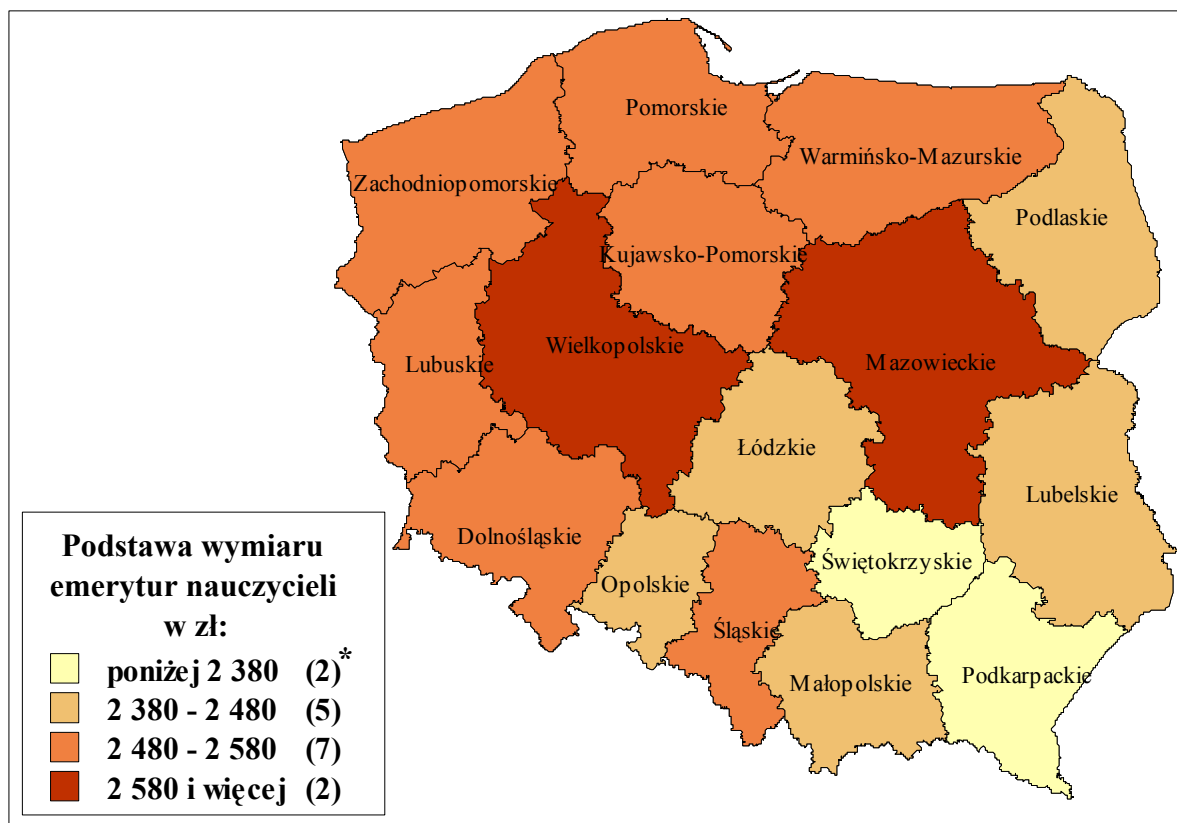 Pomorskie
Warmińsko-Mazurskie
Zachodniopomorskie
Podlaskie
Kujawsko-Pomorskie
Wielkopolskie
Mazowieckie
Lubuskie
Łódzkie
Lubelskie
Dolnośląskie
Świętokrzyskie
Opolskie
Śląskie
Małopolskie
Podkarpackie
Podstawa wymiaru
emerytur nauczycieli
w zł:
poniżej 2 380 (2)*
2 380 - 2 480 (5)
2 480 - 2 580 (7)
2 580 i więcej (2)